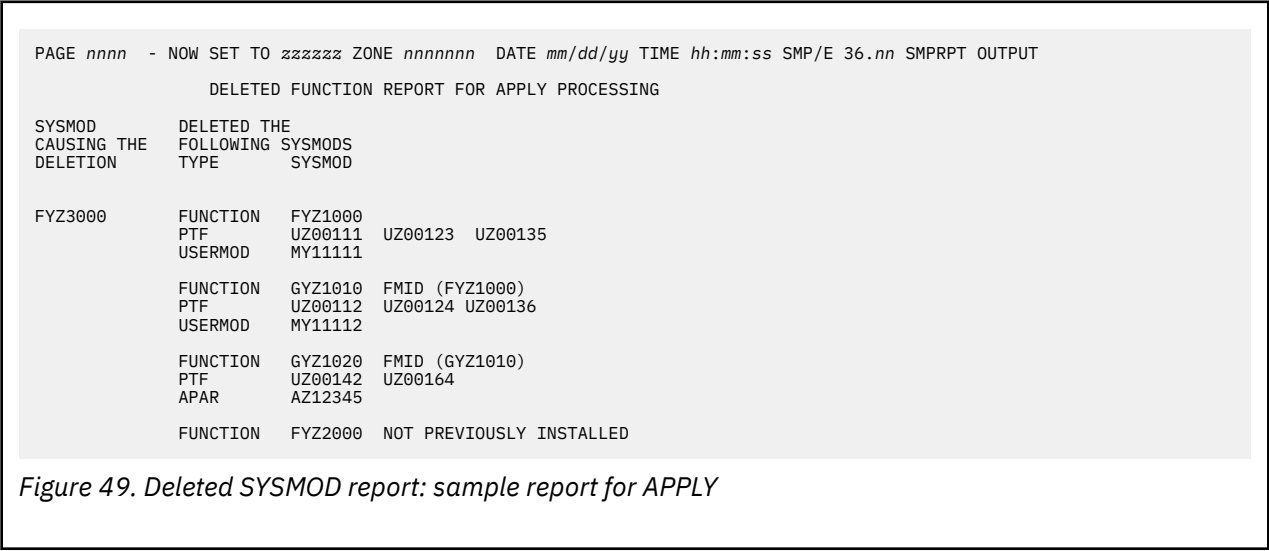 PAGE nnnn - NOW SET TO zzzzzz ZONE nnnnnnn DATE mm/dd/yy TIME hh:mm:ss SMP/E 36.nn SMPRPT OUTPUT
DELETED FUNCTION REPORT FOR APPLY PROCESSING
SYSMOD DELETED THE
CAUSING THE FOLLOWING SYSMODS
DELETION TYPE SYSMOD
FYZ3000 FUNCTION FYZ1000
PTF UZ00111 UZ00123 UZ00135
USERMOD MY11111
FUNCTION GYZ1010 FMID (FYZ1000)
PTF UZ00112 UZ00124 UZ00136
USERMOD MY11112
FUNCTION GYZ1020 FMID (GYZ1010)
PTF UZ00142 UZ00164
APAR AZ12345
FUNCTION FYZ2000 NOT PREVIOUSLY INSTALLED
Figure 49. Deleted SYSMOD report: sample report for APPLY